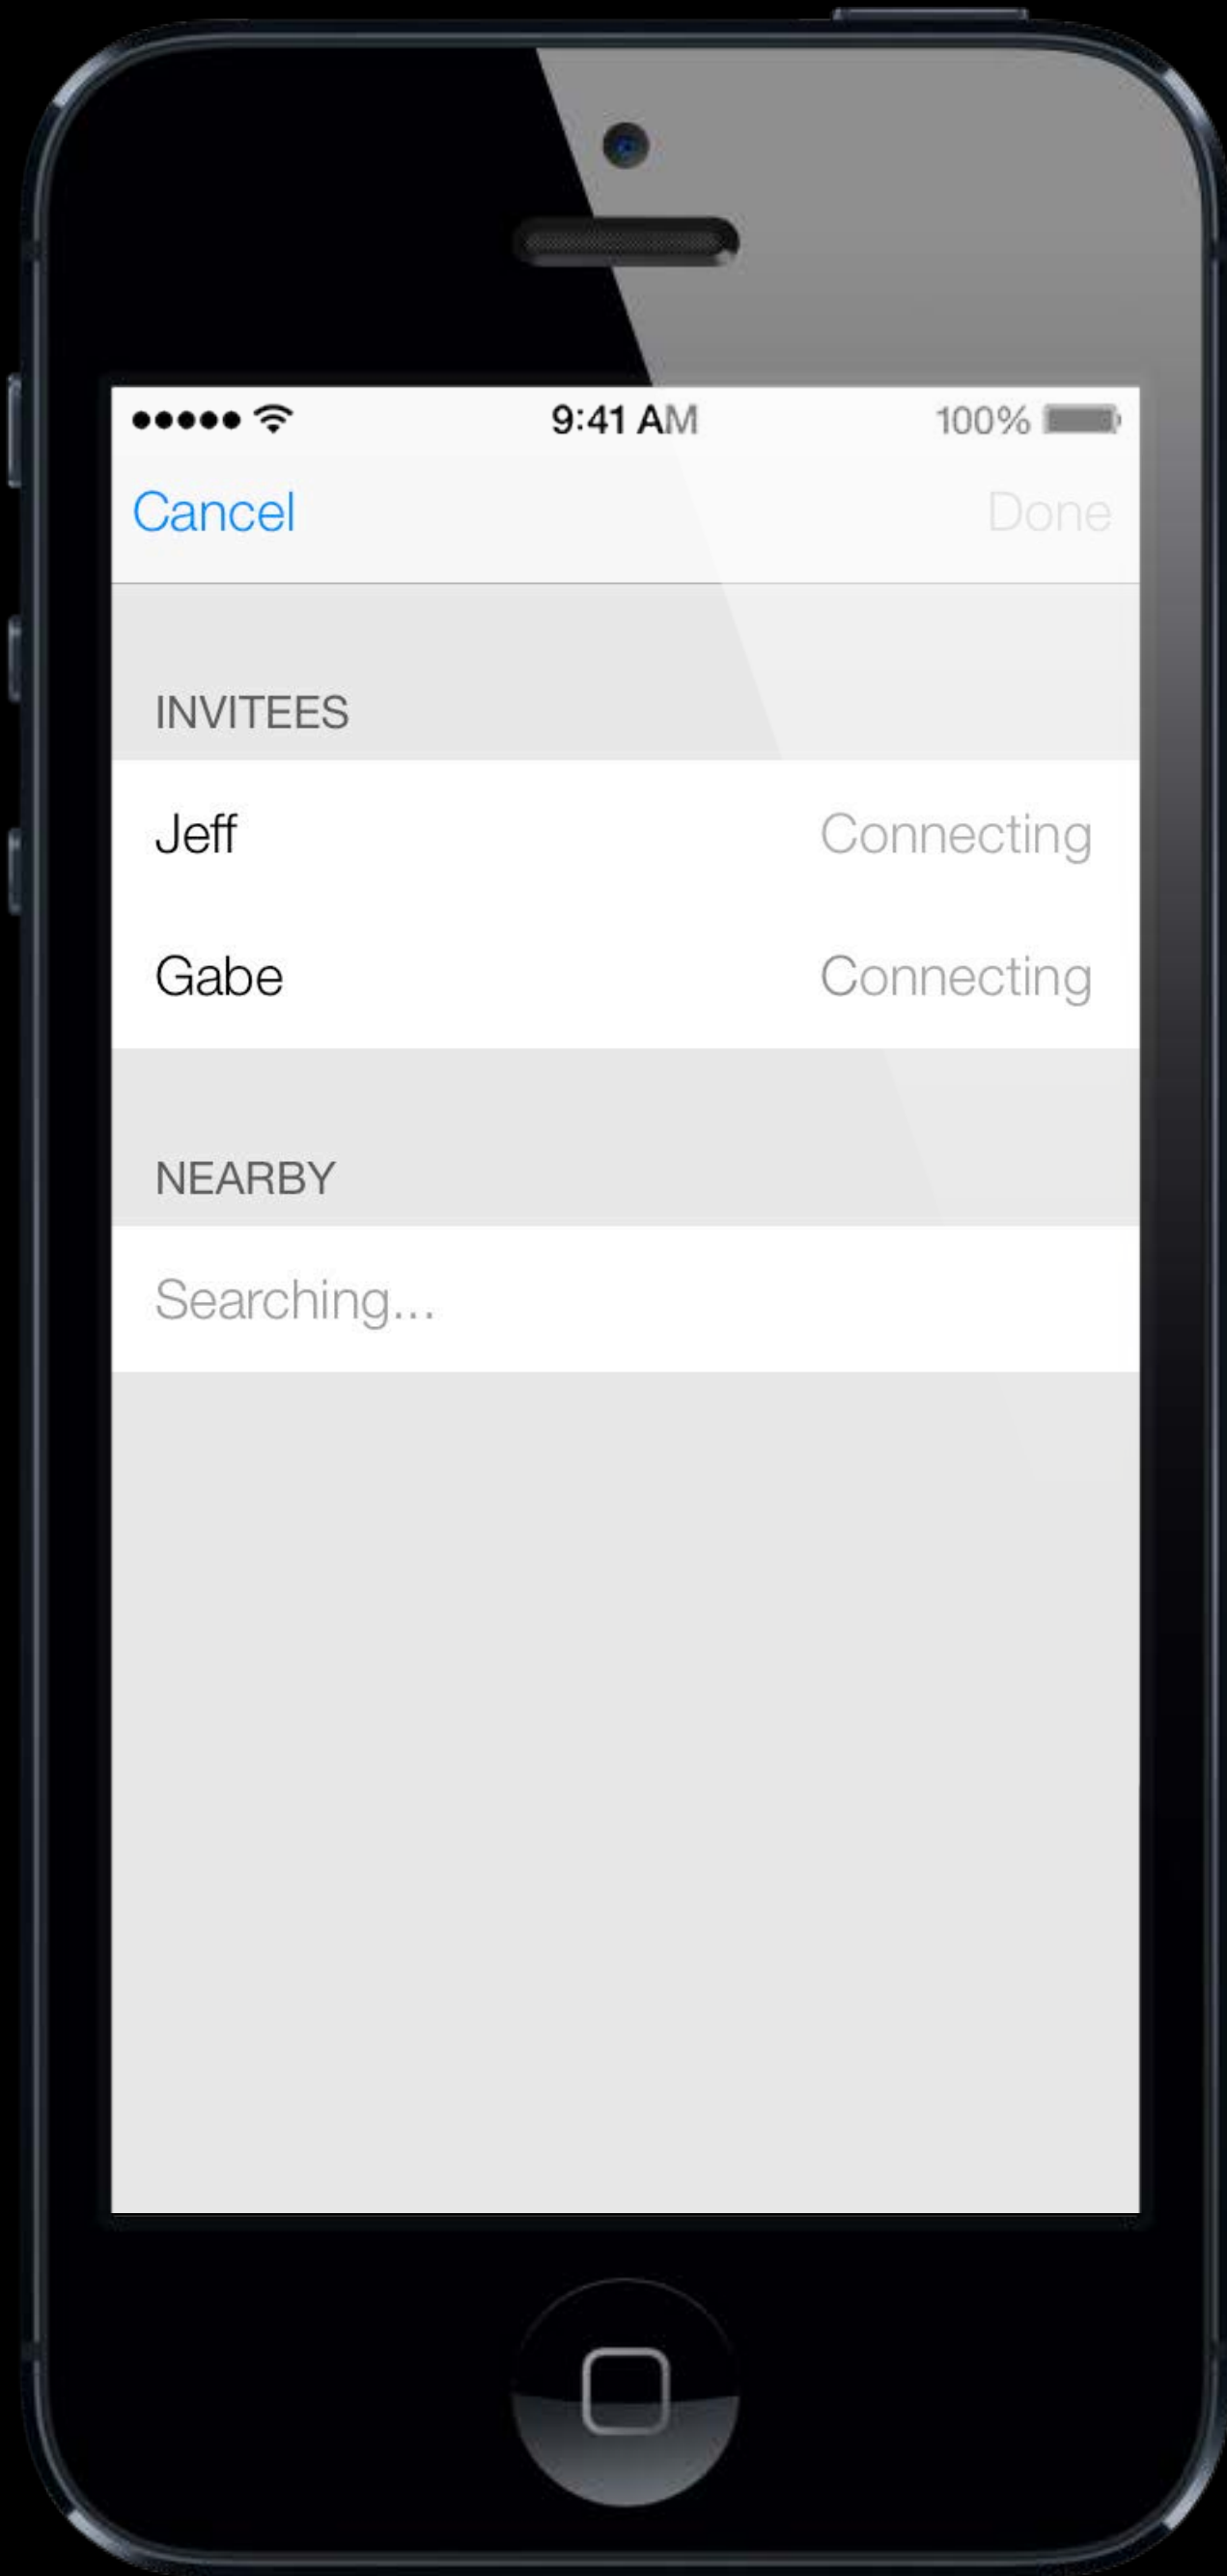 9:41 AM 100%
Cancel Done
INVITEES
Jeff Connecting
Gabe Connecting
NEARBY
Searching...